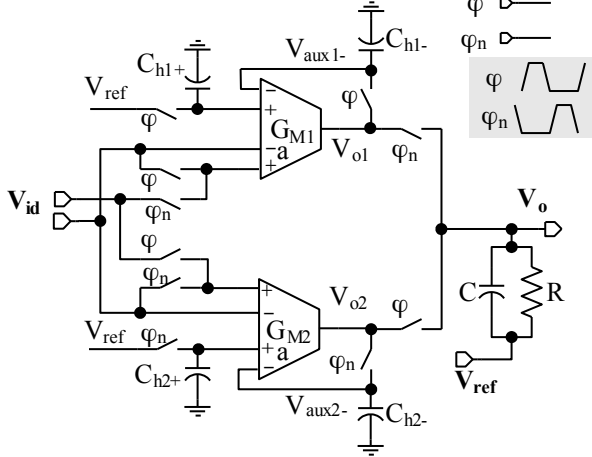 φ
φn
φ
φn
Vaux1-
Ch1-
Ch1+
Vref
φ
−
+
GM1
−
a
+
φ
Vo1
φn
φ
φn
Vid
Vo
φ
φn
C
R
+
−
GM2
a
+
−
Vo2
φ
Vref
φn
φn
Ch2+
Vaux2-
Ch2-
Vref